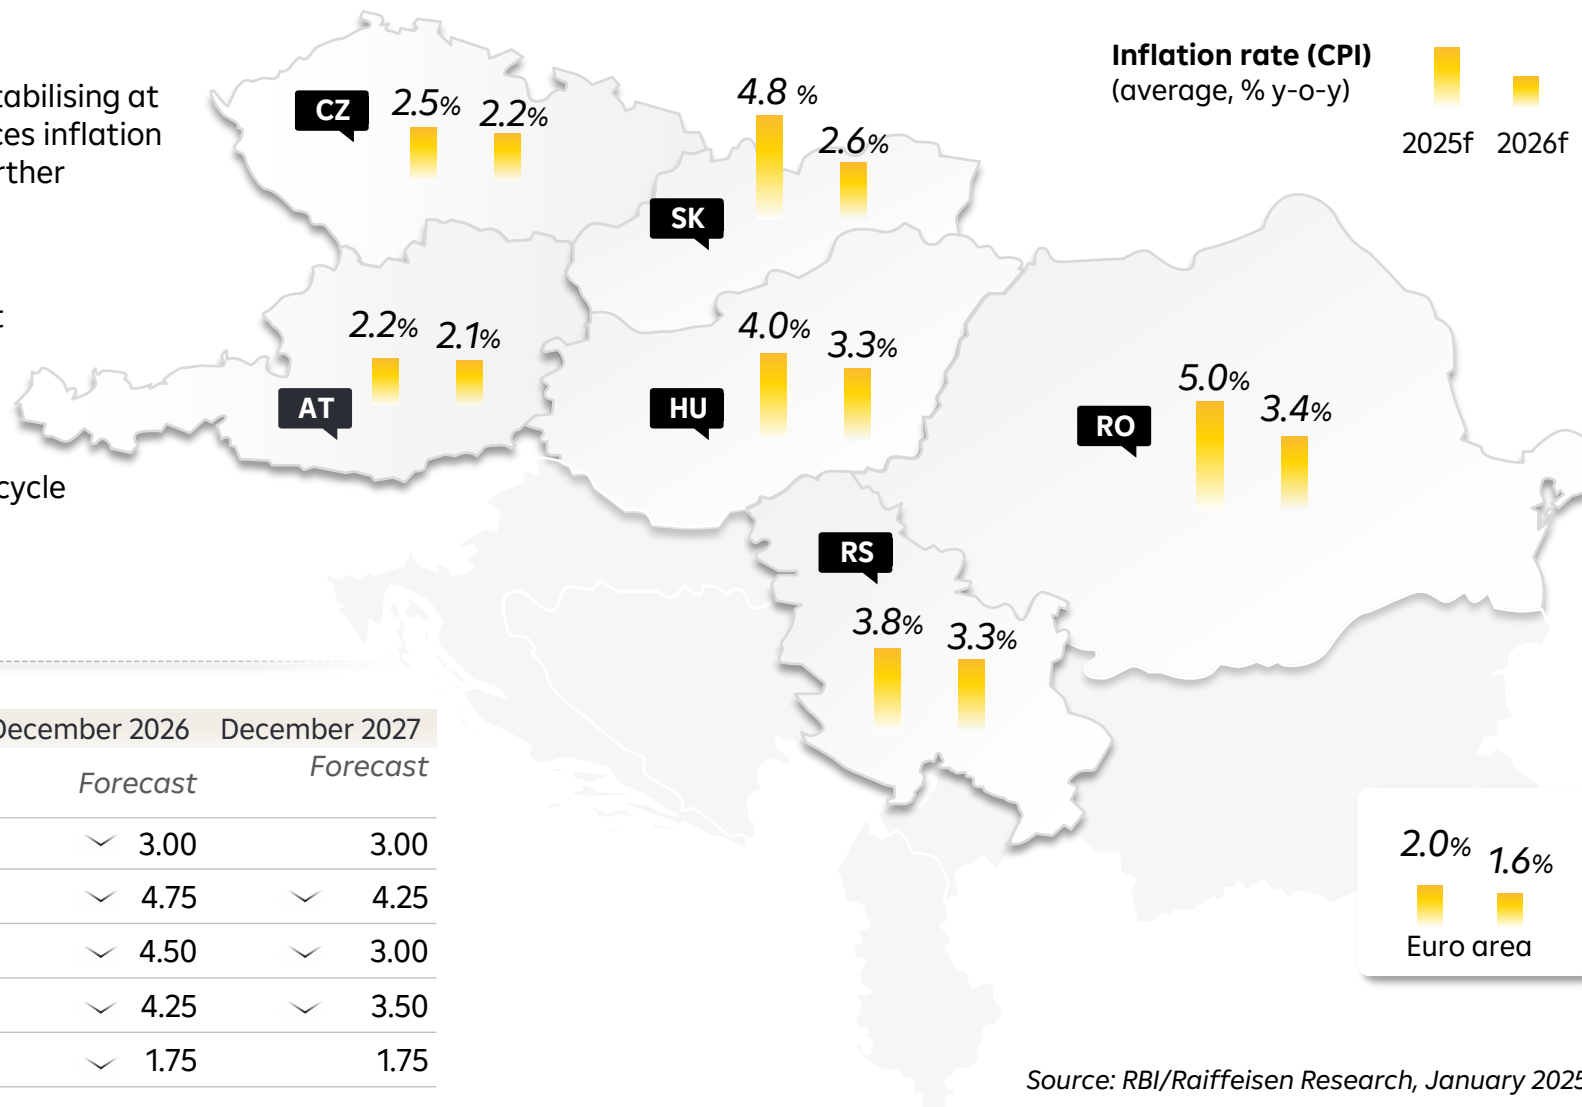 Inflation rate (CPI)
(average, % y-o-y)
2025f 2026f
tabilising at
ces inflation
rther
t
cycle
CZ
2.5% 2.2%
SK
4.8 %
2.6%
AT
2.2% 2.1%
HU
4.0% 3.3%
RO
5.0%
3.4%
RS
3.8% 3.3%
December 2026 December 2027
Forecast Forecast
3.00 3.00
4.75 4.25
4.50 3.00
4.25 3.50
1.75 1.75
2.0% 1.6%
Euro area
Source: RBI/Raiffeisen Research, January 2025